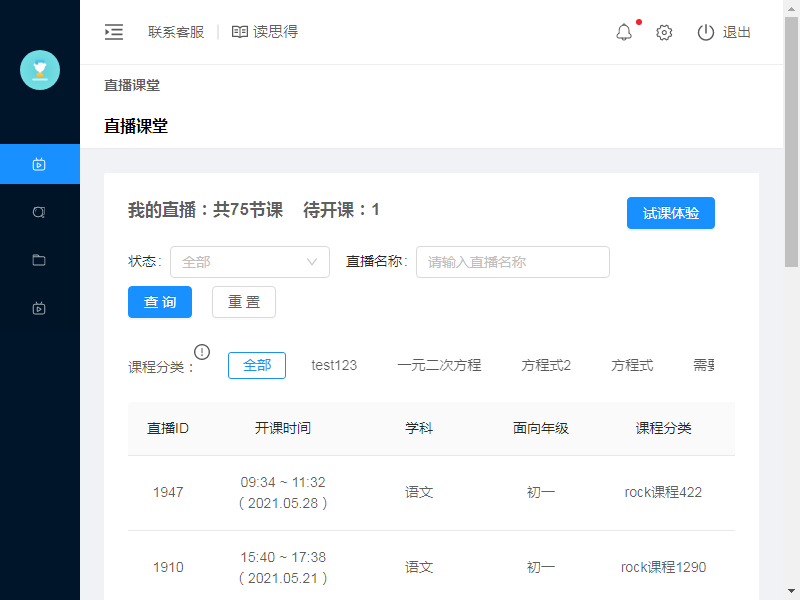 联系客服 读思得 退出
直播课堂
直播课堂
我的直播：共75节课 待开课：1 试课体验
状态： 全部 直播名称： 请输入直播名称
查 询 重 置
课程分类： 全部 test123 一元二次方程 方程式2 方程式 需要
直播ID 开课时间 学科 面向年级 课程分类
1947 09:34 ~ 11:32 语文 初一 rock课程422
( 2021.05.28 )
1910 15:40 ~ 17:38 语文 初一 rock课程1290
( 2021.05.21 )